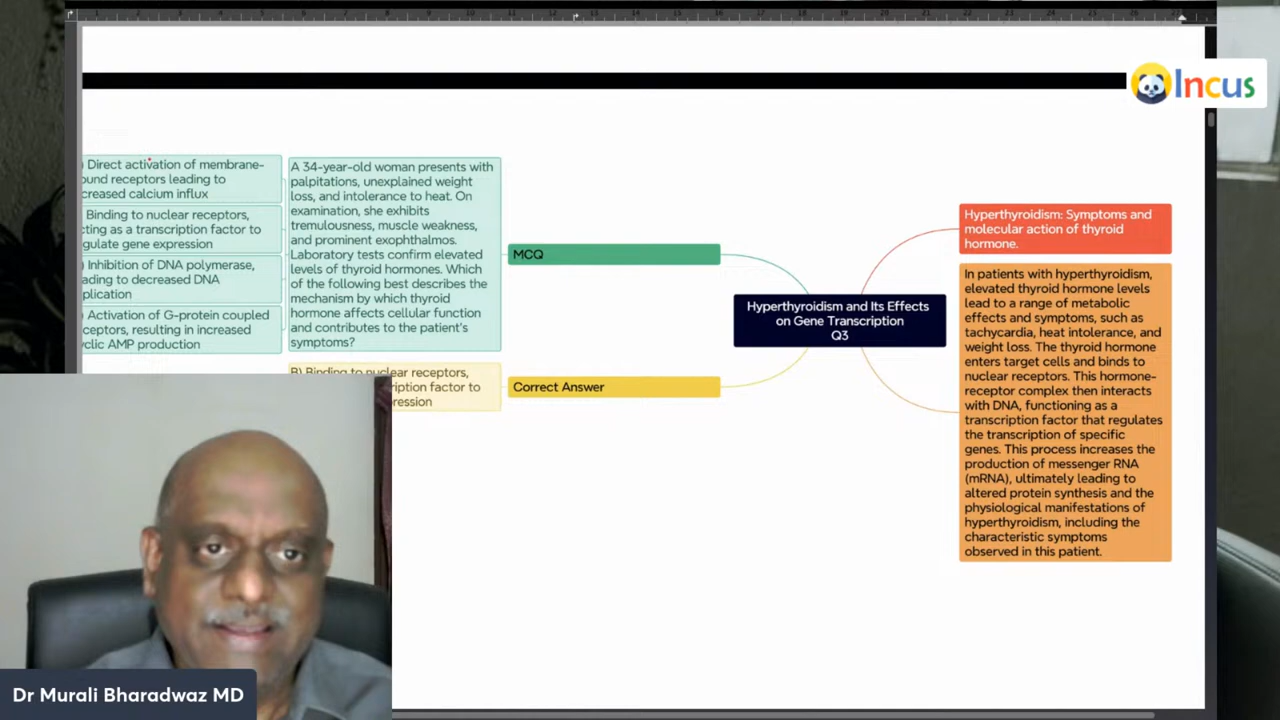 Incus
Direct activation of membrane-
receptors leading to
calcium influx
Binding to nuclear receptors,
as a transcription factor to
gene expression
Inhibition of DNA polymerase,
to decreased DNA
Activation of G-protein coupled
resulting in increased
AMP production
A 34-year-old woman presents with
palpitations, unexplained weight
loss, and intolerance to heat. On
examination, she exhibits
tremulousness, muscle weakness,
and prominent exophthalmos.
Laboratory tests confirm elevated
levels of thyroid hormones. Which
of the following best describes the
mechanism by which thyroid
hormone affects cellular function
and contributes to the patient's
symptoms?
MCQ
B) Binding to nuclear receptors,
factor to
Correct Answer
Hyperthyroidism and Its Effects
on Gene Transcription
Q3
Hyperthyroidism: Symptoms and
molecular action of thyroid
hormone.
In patients with hyperthyroidism,
elevated thyroid hormone levels
lead to a range of metabolic
effects and symptoms, such as
tachycardia, heat intolerance, and
weight loss. The thyroid hormone
enters target cells and binds to
nuclear receptors. This hormone-
receptor complex then interacts
with DNA, functioning as a
transcription factor that regulates
the transcription of specific
genes. This process increases the
production of messenger RNA
(mRNA), ultimately leading to
altered protein synthesis and the
physiological manifestations of
hyperthyroidism, including the
characteristic symptoms
observed in this patient.
Dr Murali Bharadwaz MD